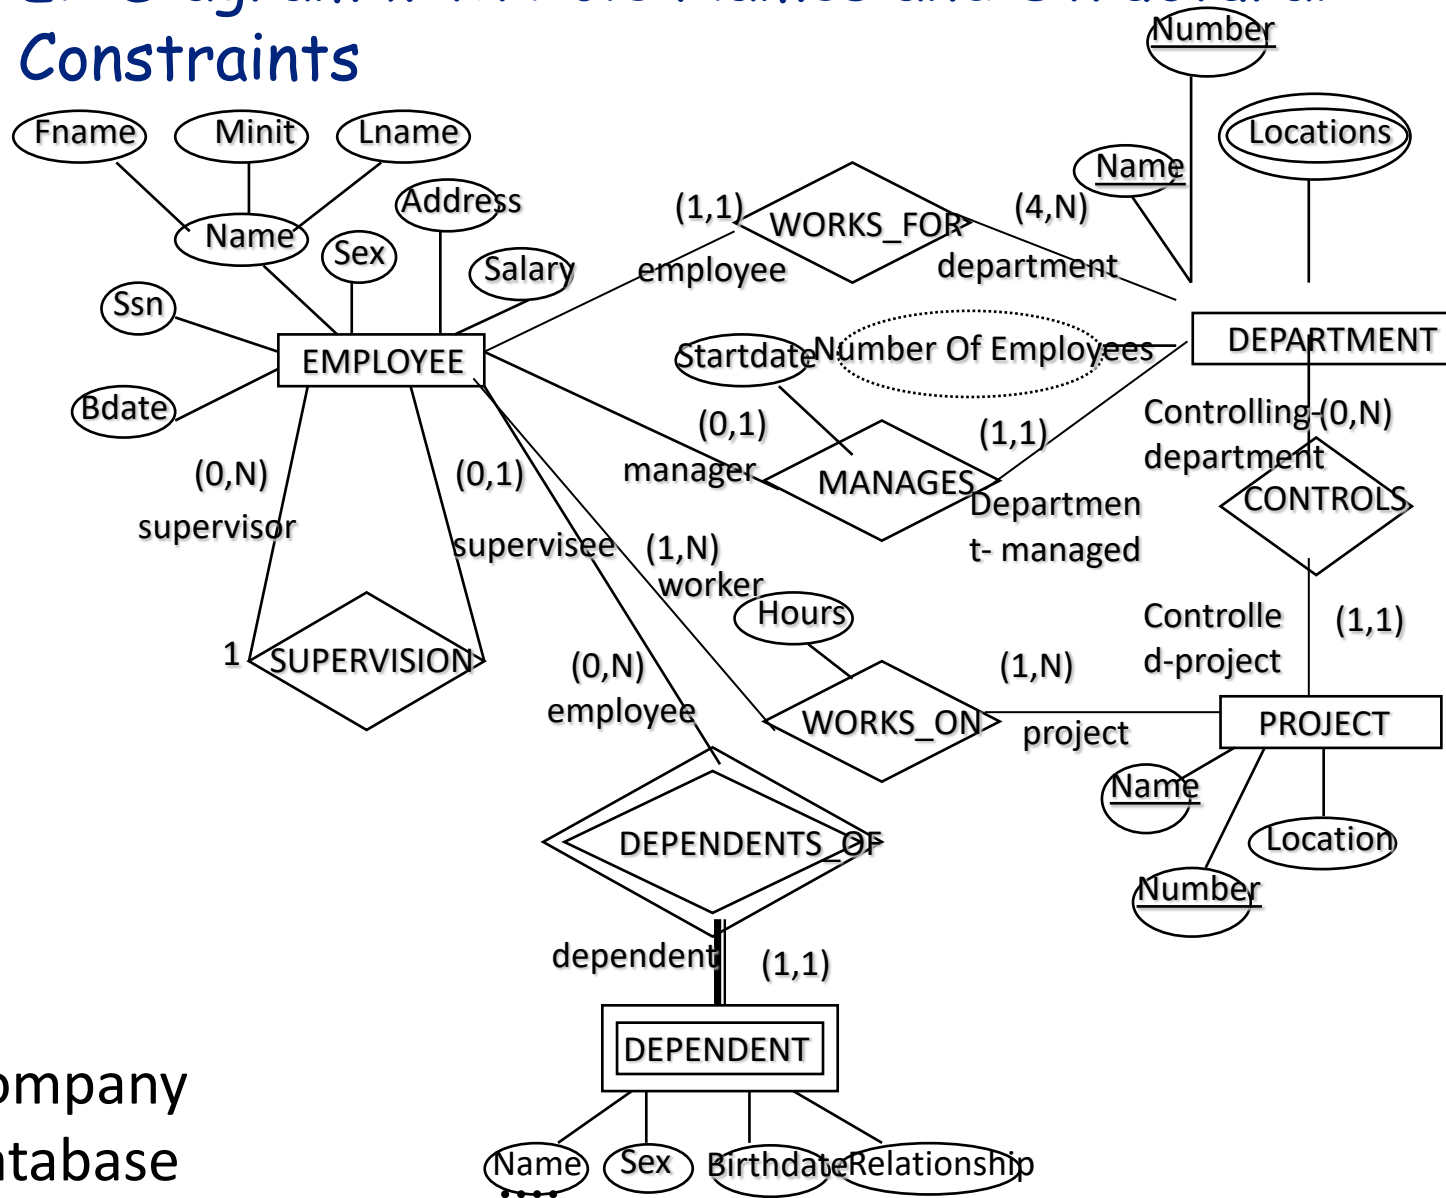 Constraints
Number
Fname
Minit
Lname
Locations
Name
Address
(1,1)
WORKS_FOR
(4,N)
Name
Sex
Salary
employee
department
Ssn
EMPLOYEE
Startdate
Number Of Employees
DEPARTMENT
Bdate
(0,1)
(1,1)
Controlling-
department
(0,N)
(0,N)
supervisor
(0,1)
supervisee
manager
MANAGES
Departmen
t- managed
CONTROLS
(1,N)
worker
Hours
Controlle
d-project
(1,1)
1
SUPERVISION
(0,N)
employee
WORKS_ON
(1,N)
project
PROJECT
Name
Number
Location
DEPENDENTS_OF
dependent
(1,1)
DEPENDENT
ompany
atabase
Name
Sex
Birthdate
Relationship